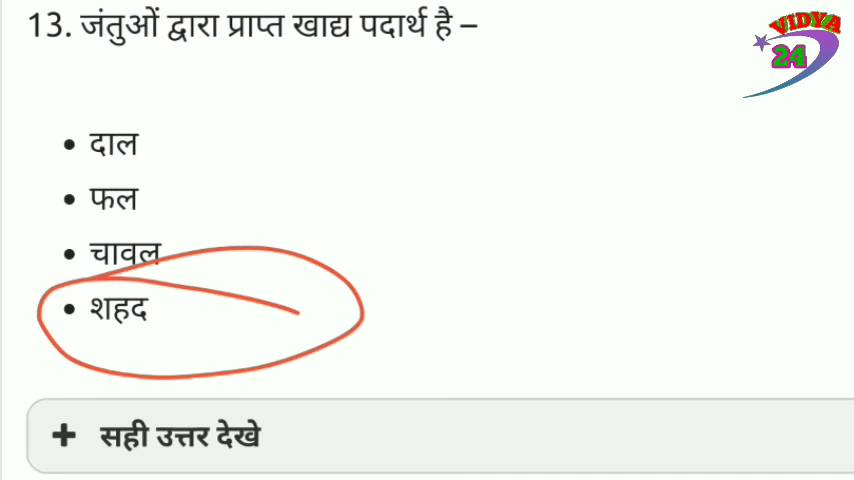 13. जंतुओं द्वारा प्राप्त खाद्य पदार्थ है –
VIDYA
24
• दाल
• फल
• चावल
• शहद
+ सही उत्तर देखे